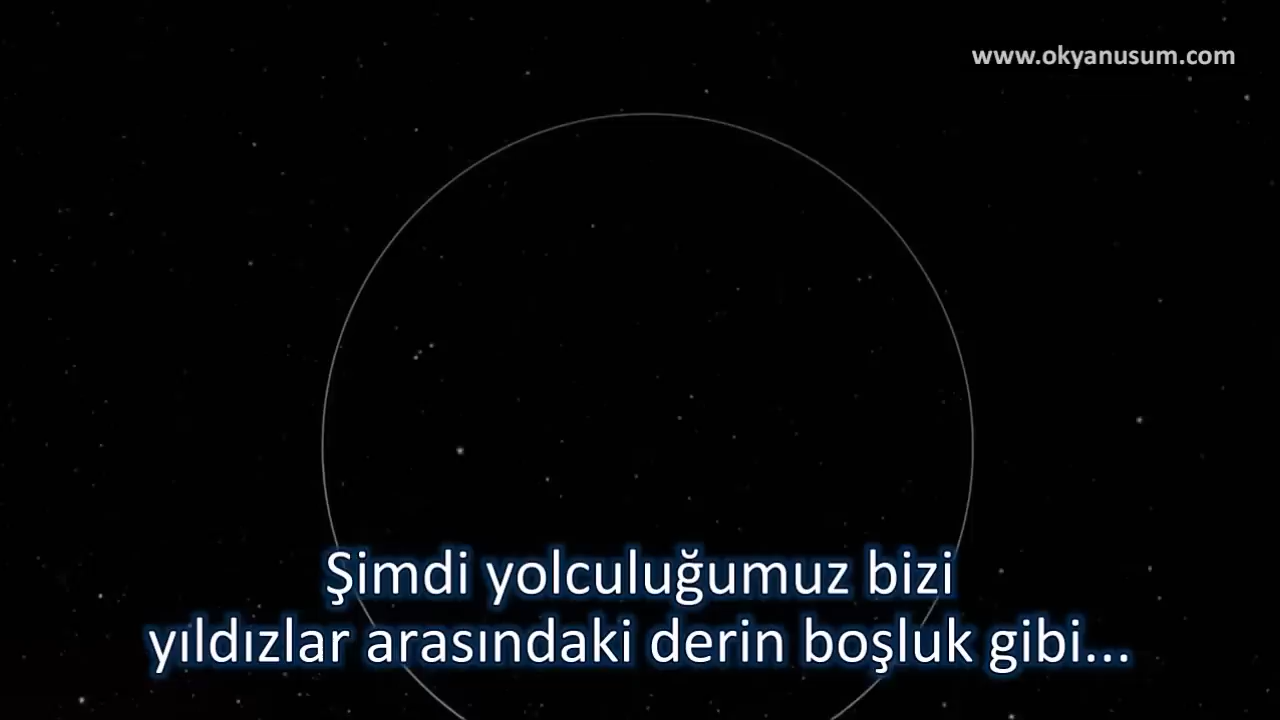 www.okyanusum.com
Şimdi yolculuğumuz bizi
yıldızlar arasındaki derin boşluk gibi...